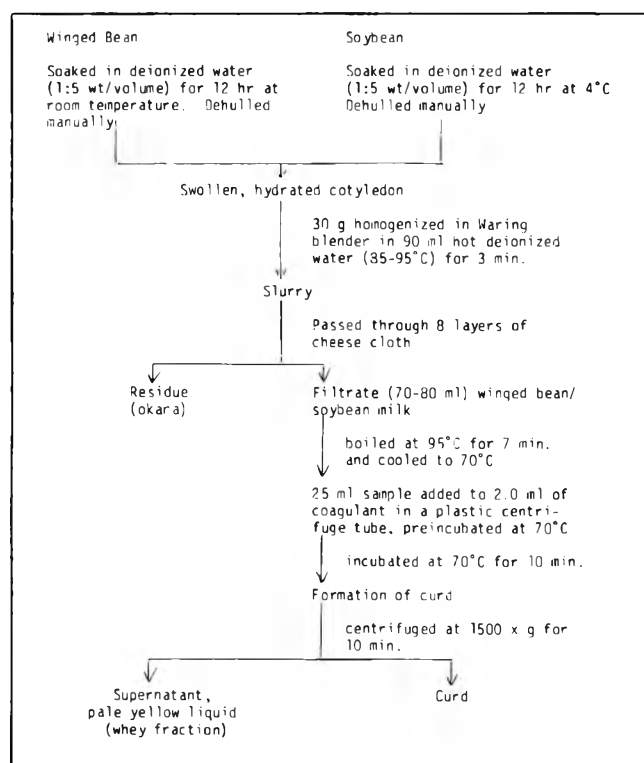 Winged Bean
Soaked in deionized water
(1:5 wt/volume) for 12 hr at
room temperature. Dehulled
manually
Soybean
Soaked in deionized water
(1:5 wt/volume) for 12 hr at 4°C
Dehulled manually
Swollen, hydrated cotyledon
30 g homogenized in Waring
blender in 90 ml hot deionized
water (85-95°C) for 3 min.
Slurry
Passed through 8 layers of
cheese cloth
Residue
(okara)
Filtrate (70-80 ml) winged bean/
soybean milk
boiled at 95°C for 7 min.
and cooled to 70°C
25 ml sample added to 2.0 ml of
coagulant in a plastic centri-
fuge tube, preincubated at 70°C
incubated at 70°C for 10 min.
Formation of curd
centrifuged at 1500 x g for
10 min.
Supernatant,
pale yellow liquid
(whey fraction)
Curd